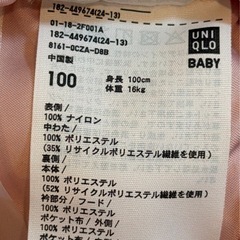 182-449674(24-13)
01-18-2F001A
182-449674(24-13)
8161-0CZA-D8B
中国製
UNI
QLO
BABY
100
身長:100cm
体重:16kg
表側/
100% ナイロン
中わた/
100% ポリエステル
(35% リサイクルポリエステル繊維を使用)
裏側/
本体/
100% ポリエステル
(52% リサイクルポリエステル繊維を使用)
衿部分/フード/
100% ポリエステル
ポケット布/外側/
100% ポリエステル